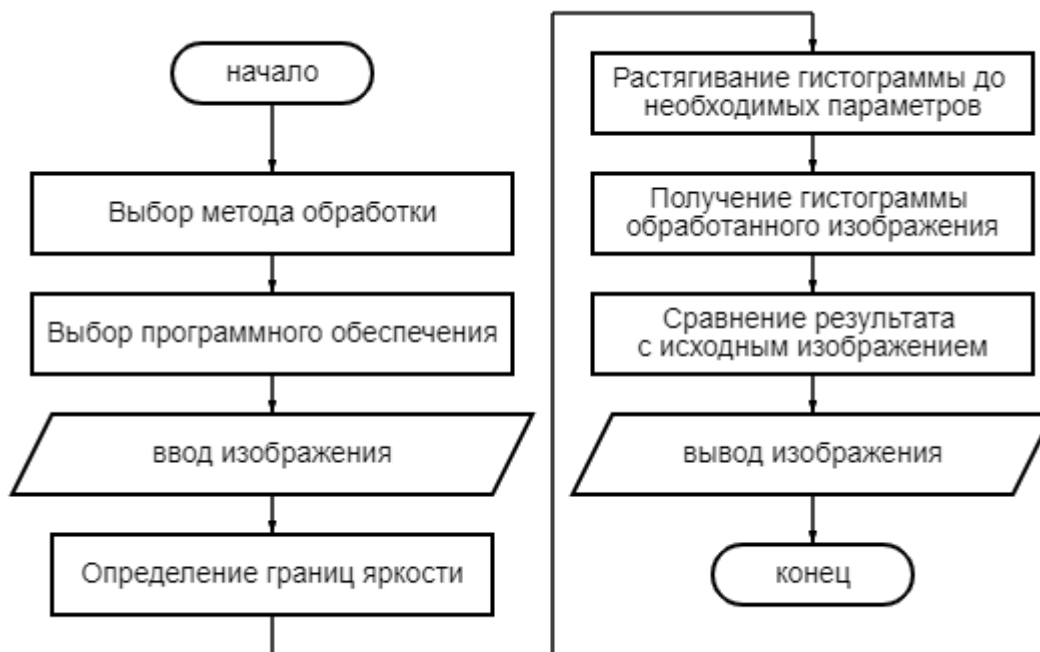 начало
Выбор метода обработки
Выбор программного обеспечения
ввод изображения
Определение границ яркости
Растягивание гистограммы до
необходимых параметров
Получение гистограммы
обработанного изображения
Сравнение результата
с исходным изображением
вывод изображения
конец